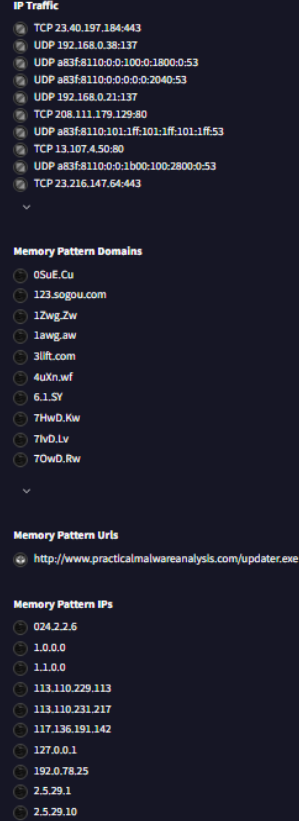 IP Traffic
TCP 23.40.197.184:443
UDP 192.168.0.38:137
UDP a83f:8110:0:0:100:0:1800:0:53
UDP a83f:8110:0:0:0:0:0:2040:53
UDP 192.168.0.21:137
TCP 208.111.179.129:80
UDP a83f:8110:101:1ff:101:1ff:101:1ff:53
TCP 13.107.4.50:80
UDP a83f:8110:0:0:1b00:100:2800:0:53
TCP 23.216.147.64:443
Memory Pattern Domains
0SuE.Cu
123.sogou.com
1Zwg.Zw
1awg.aw
3lift.com
4uXn.wf
6.1.SY
7HwD.Kw
7IvD.Lv
7OwD.Rw
Memory Pattern Urls
http://www.practicalmalwareanalysis.com/updater.exe
Memory Pattern IPs
024.2.2.6
1.0.0.0
1.1.0.0
113.110.229.113
113.110.231.217
117.136.191.142
127.0.0.1
192.0.78.25
2.5.29.1
2.5.29.10